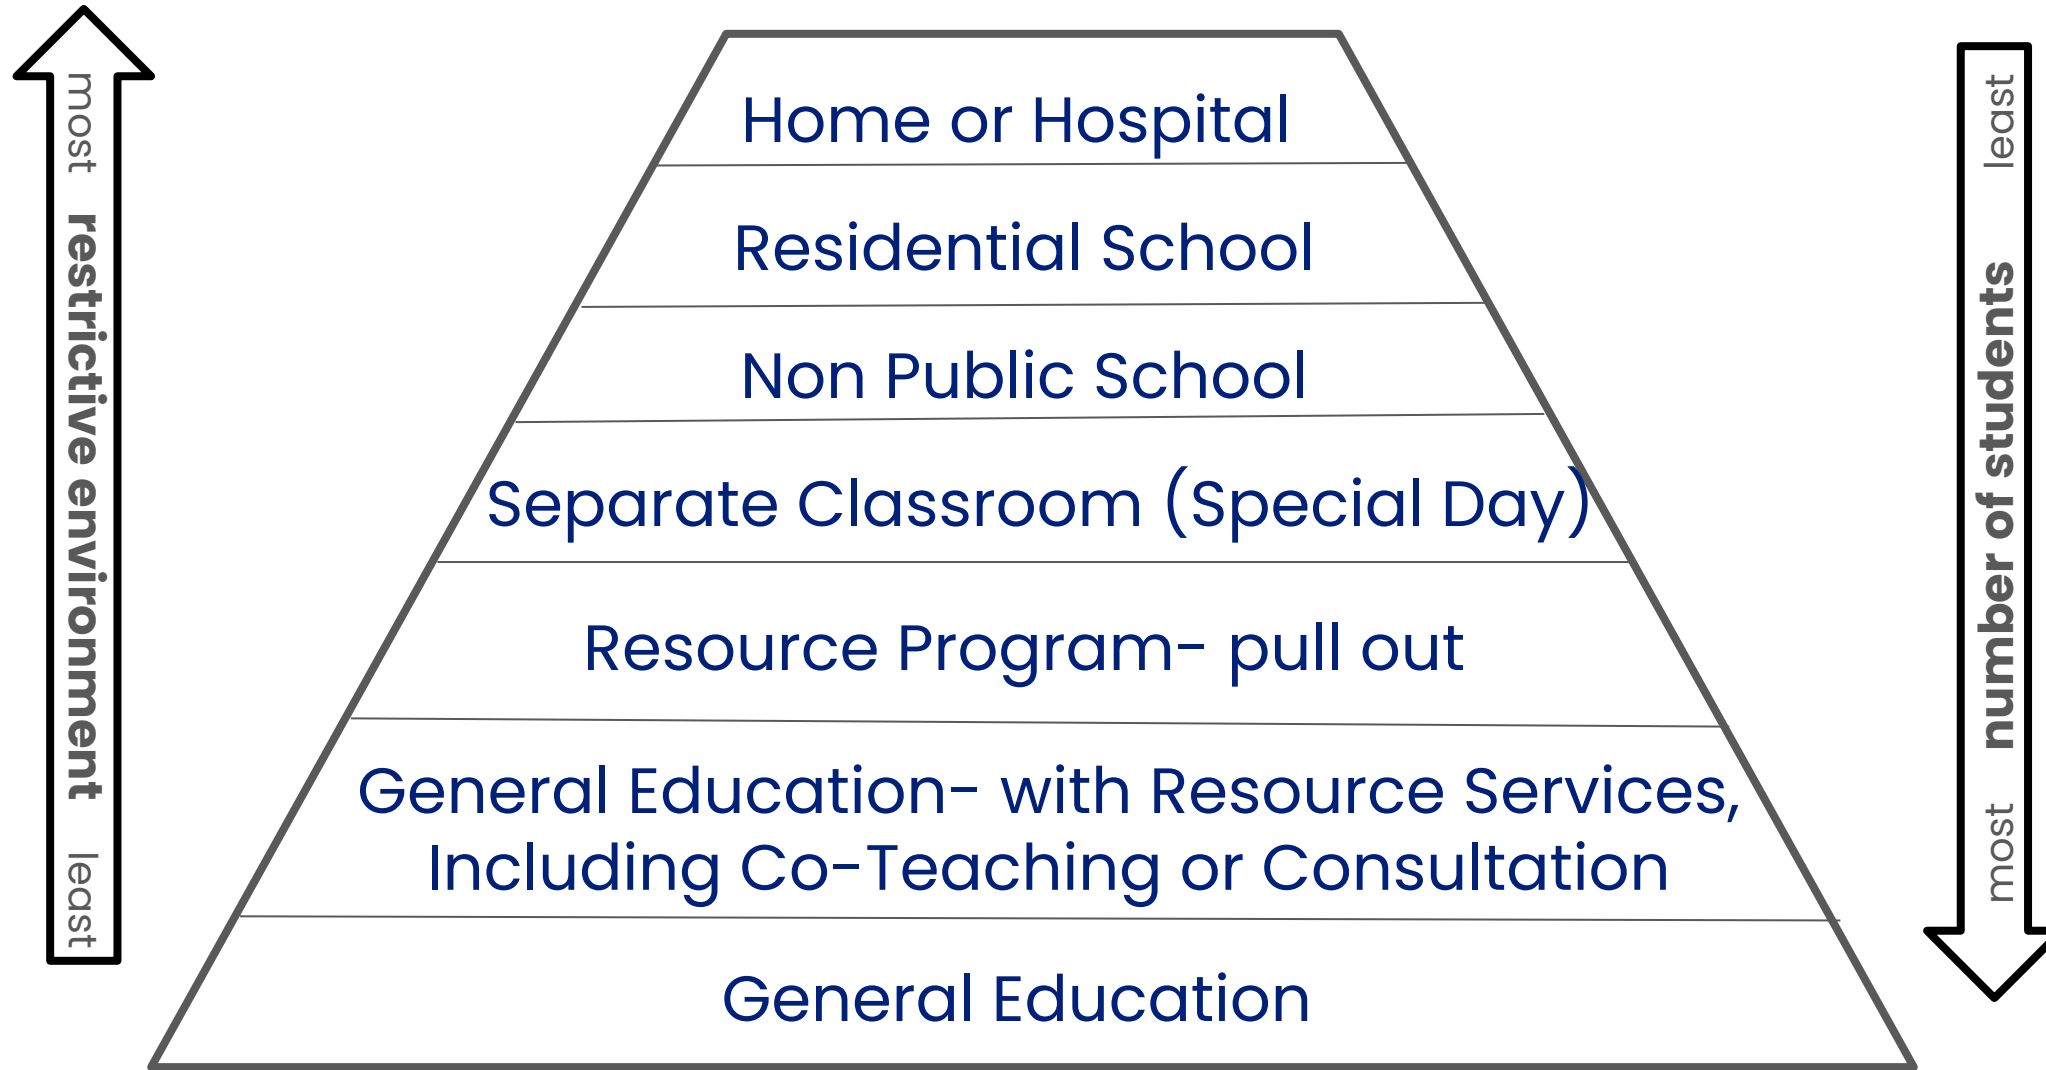 most restrictive environment least
Home or Hospital
Residential School
Non Public School
Separate Classroom (Special Day)
Resource Program- pull out
General Education- with Resource Services,
Including Co-Teaching or Consultation
General Education
most number of students least